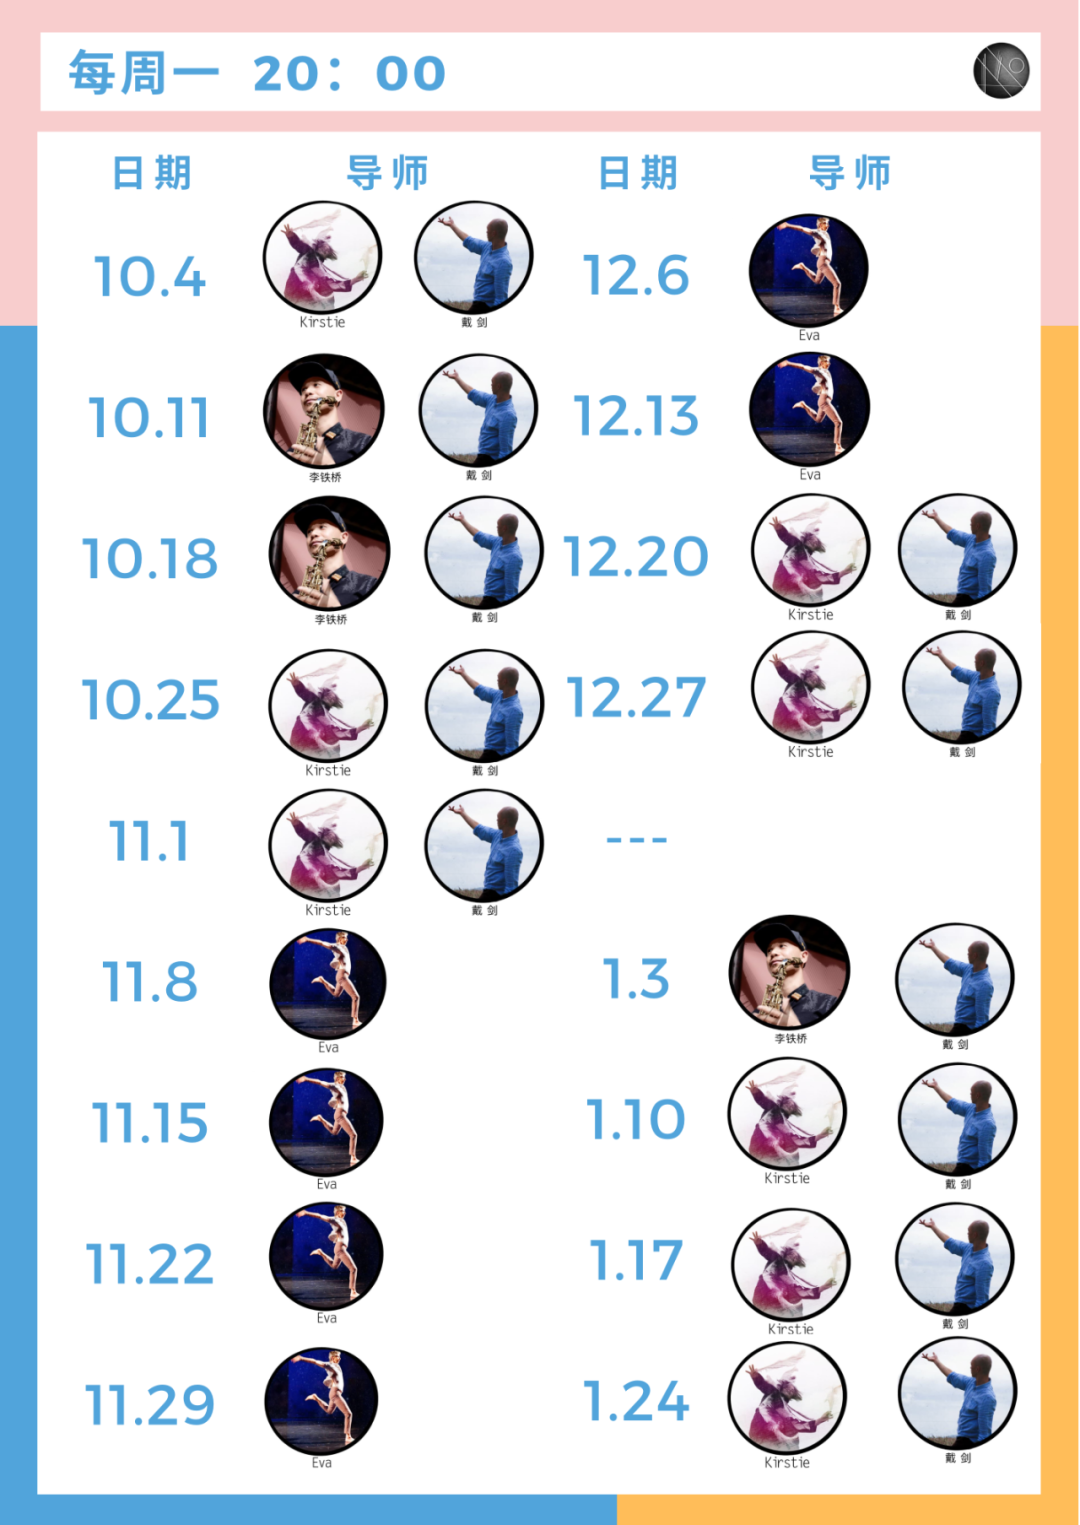 每周一 20：00
日期 导师 日期 导师
10.4
Kirstie 戴 剑
12.6
Eva
10.11
李铁桥 戴 剑
12.13
Eva
10.18
李铁桥 戴 剑
12.20
Kirstie 戴 剑
10.25
Kirstie 戴 剑
12.27
Kirstie 戴 剑
11.1
Kirstie 戴 剑
---
11.8
Eva
1.3
李铁桥 戴 剑
11.15
Eva
1.10
Kirstie 戴 剑
11.22
Eva
1.17
Kirstie 戴 剑
11.29
Eva
1.24
Kirstie 戴 剑